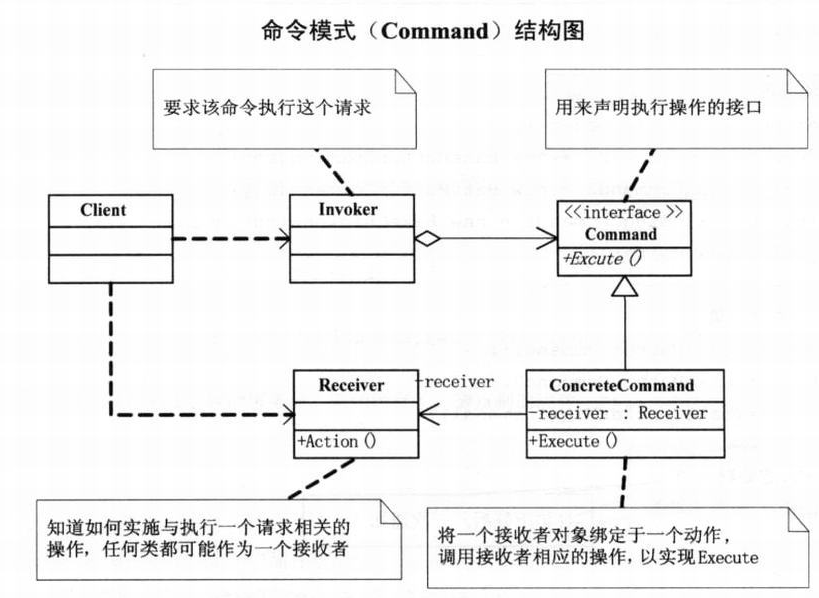 命令模式（Command）结构图
要求该命令执行这个请求
用来声明执行操作的接口
Client
Invoker
<<interface >>
Command
+Excute()
Receiver
+Action()
-receiver
ConcreteCommand
-receiver : Receiver
+Execute()
知道如何实施与执行一个请求相关的
操作，任何类都可能作为一个接收者
将一个接收者对象绑定于一个动作，
调用接收者相应的操作，以实现Execute